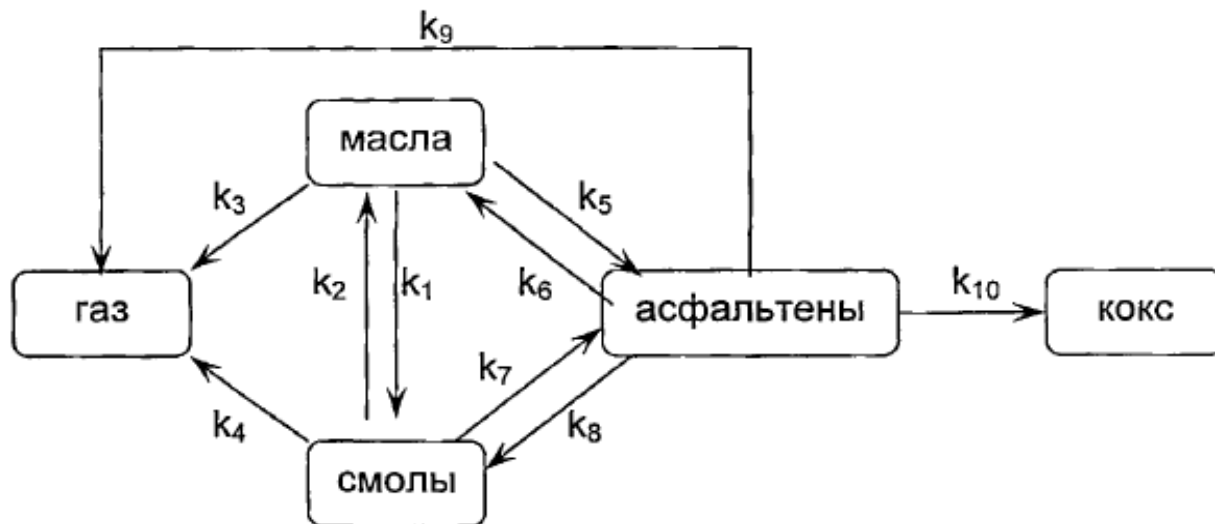 k₉
масла
k₃
k₅
k₂
k₁
k₆
газ
асфальтены
k₁₀
кокс
k₇
k₄
k₈
смолы